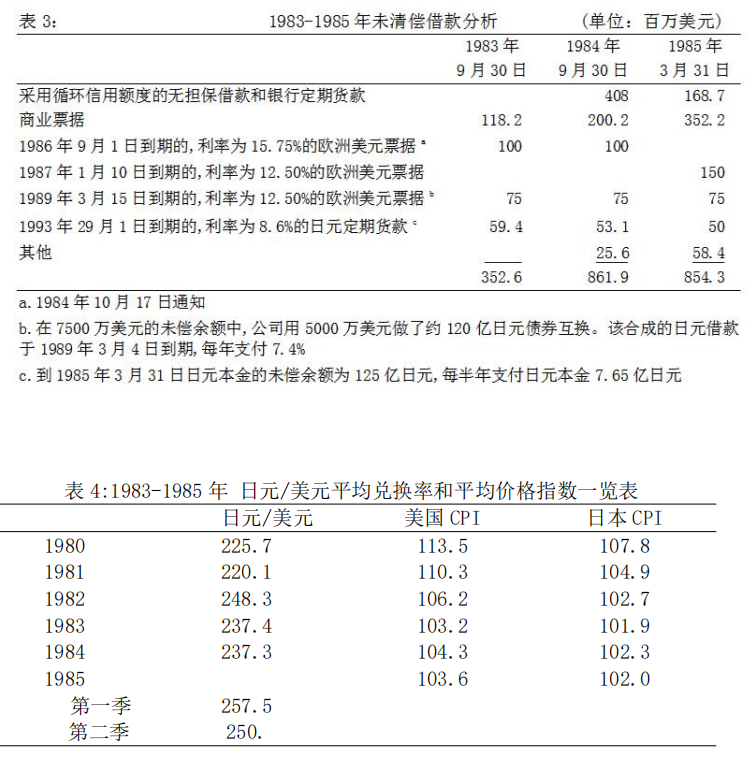 表 3: 1983-1985 年未清偿借款分析 (单位: 百万美元)
1983 年 1984 年 1985 年
9 月 30 日 9 月 30 日 3 月 31 日
采用循环信用额度的无担保借款和银行定期货款 408 168.7
商业票据 118.2 200.2 352.2
1986 年 9 月 1 日到期的,利率为 15.75%的欧洲美元票据 a 100 100
1987 年 1 月 10 日到期的,利率为 12.50%的欧洲美元票据 150
1989 年 3 月 15 日到期的,利率为 12.50%的欧洲美元票据 b 75 75 75
1993 年 29 月 1 日到期的,利率为 8.6%的日元定期货款 c 59.4 53.1 50
其他 25.6 58.4
352.6 861.9 854.3
a. 1984 年 10 月 17 日通知
b. 在 7500 万美元的未偿余额中,公司用 5000 万美元做了约 120 亿日元债券互换。该合成的日元借款
于 1989 年 3 月 4 日到期,每年支付 7.4%
c. 到 1985 年 3 月 31 日日元本金的未偿余额为 125 亿日元,每半年支付日元本金 7.65 亿日元
表 4:1983-1985 年 日元/美元平均兑换率和平均价格指数一览表
日元/美元 美国 CPI 日本 CPI
1980 225.7 113.5 107.8
1981 220.1 110.3 104.9
1982 248.3 106.2 102.7
1983 237.4 103.2 101.9
1984 237.3 104.3 102.3
1985 103.6 102.0
第一季 257.5
第二季 250.